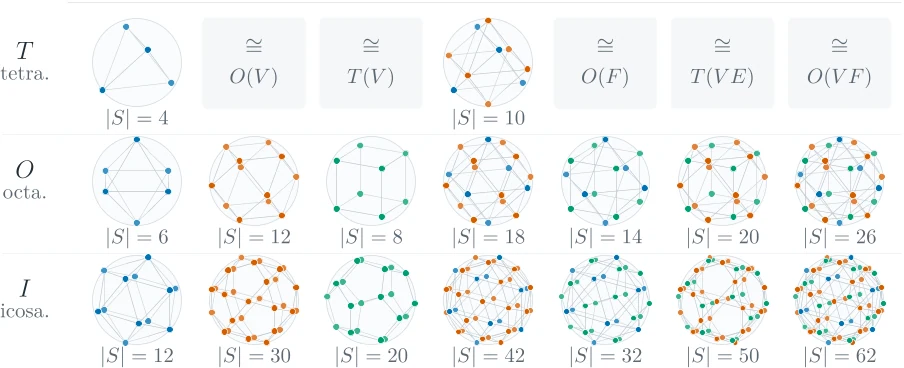 T
tetra.
≅
O(V)
≅
T(V)
≅
O(F)
≅
T(VE)
≅
O(VF)
|S| = 4
|S| = 10
O
octa.
|S| = 6
|S| = 12
|S| = 8
|S| = 18
|S| = 14
|S| = 20
|S| = 26
I
icosa.
|S| = 12
|S| = 30
|S| = 20
|S| = 42
|S| = 32
|S| = 50
|S| = 62